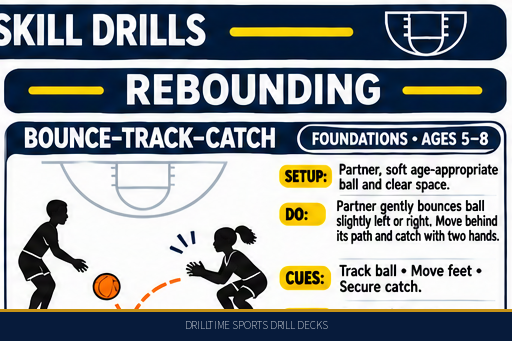 SKILL DRILLS
REBOUNDING
BOUNCE-TRACK-CATCH
FOUNDATIONS • AGES 5–8
SETUP: Partner, soft age-appropriate
ball and clear space.
DO: Partner gently bounces ball
slightly left or right. Move behind
its path and catch with two hands.
CUES: Track ball • Move feet •
Secure catch.
DRILLTIME SPORTS DRILL DECKS